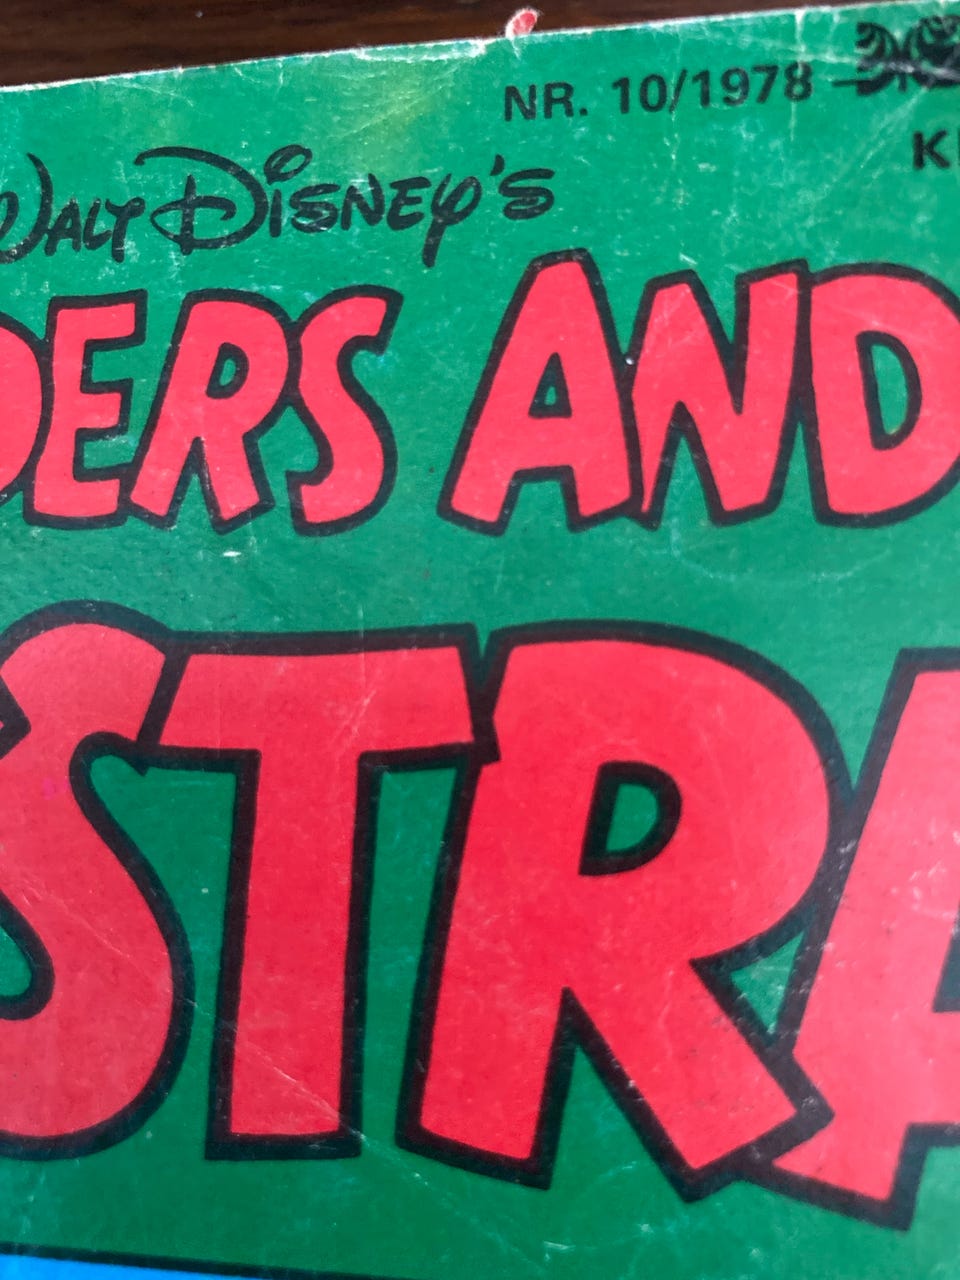 NR. 10/1978
K
WALT DISNEY'S
DERS AND
STRA